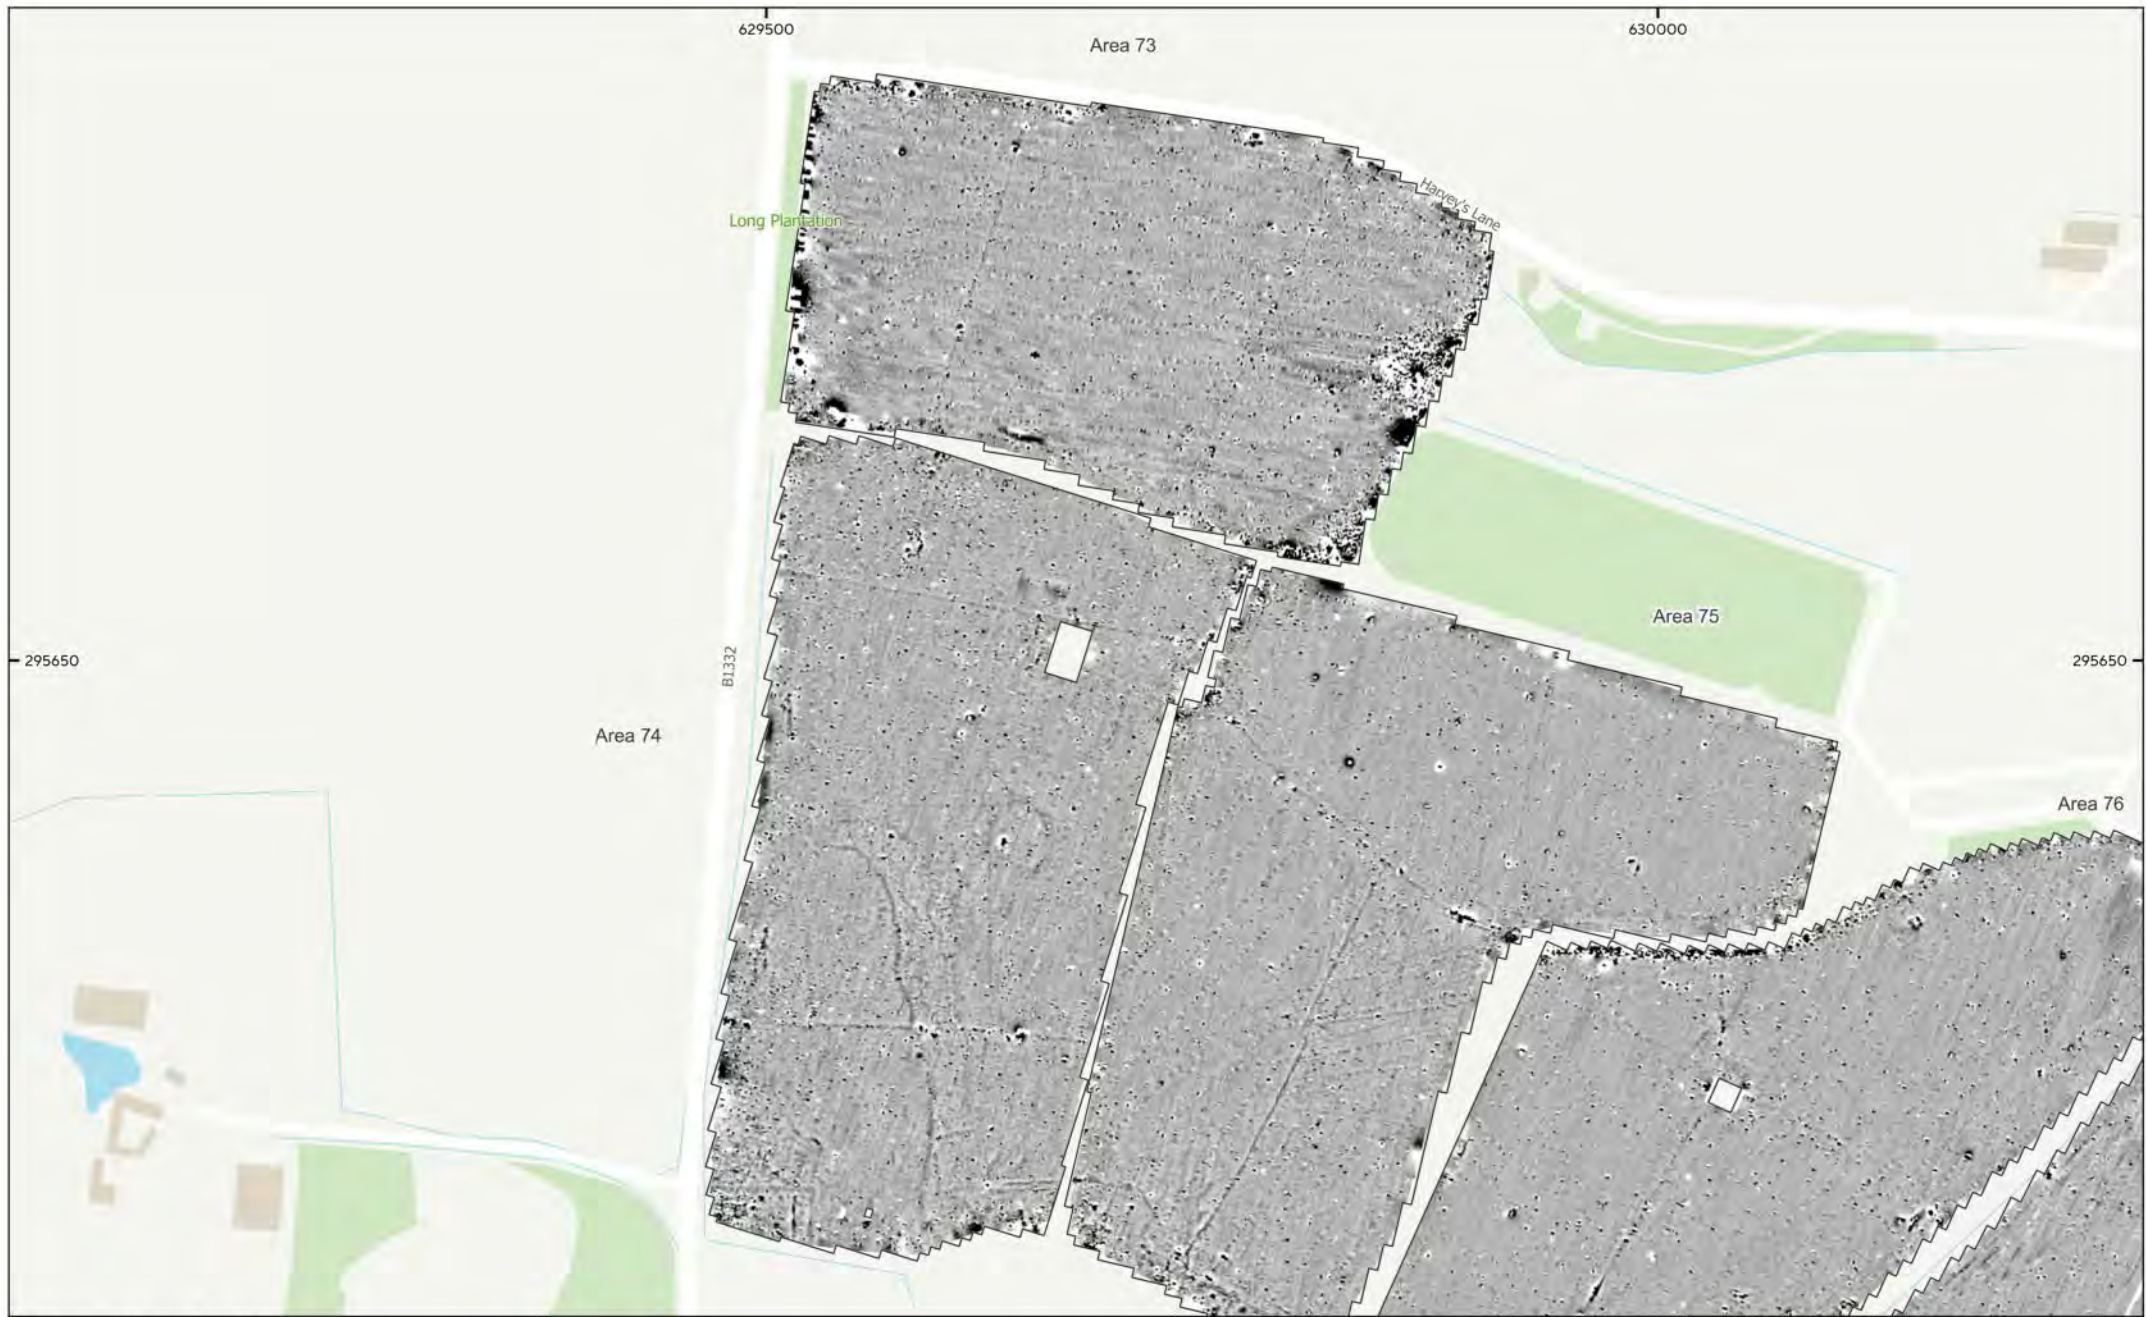 629500
630000
Area 73
Harvey's Lane
Long Plantation
Area 75
295650
295650
B1332
Area 74
Area 76